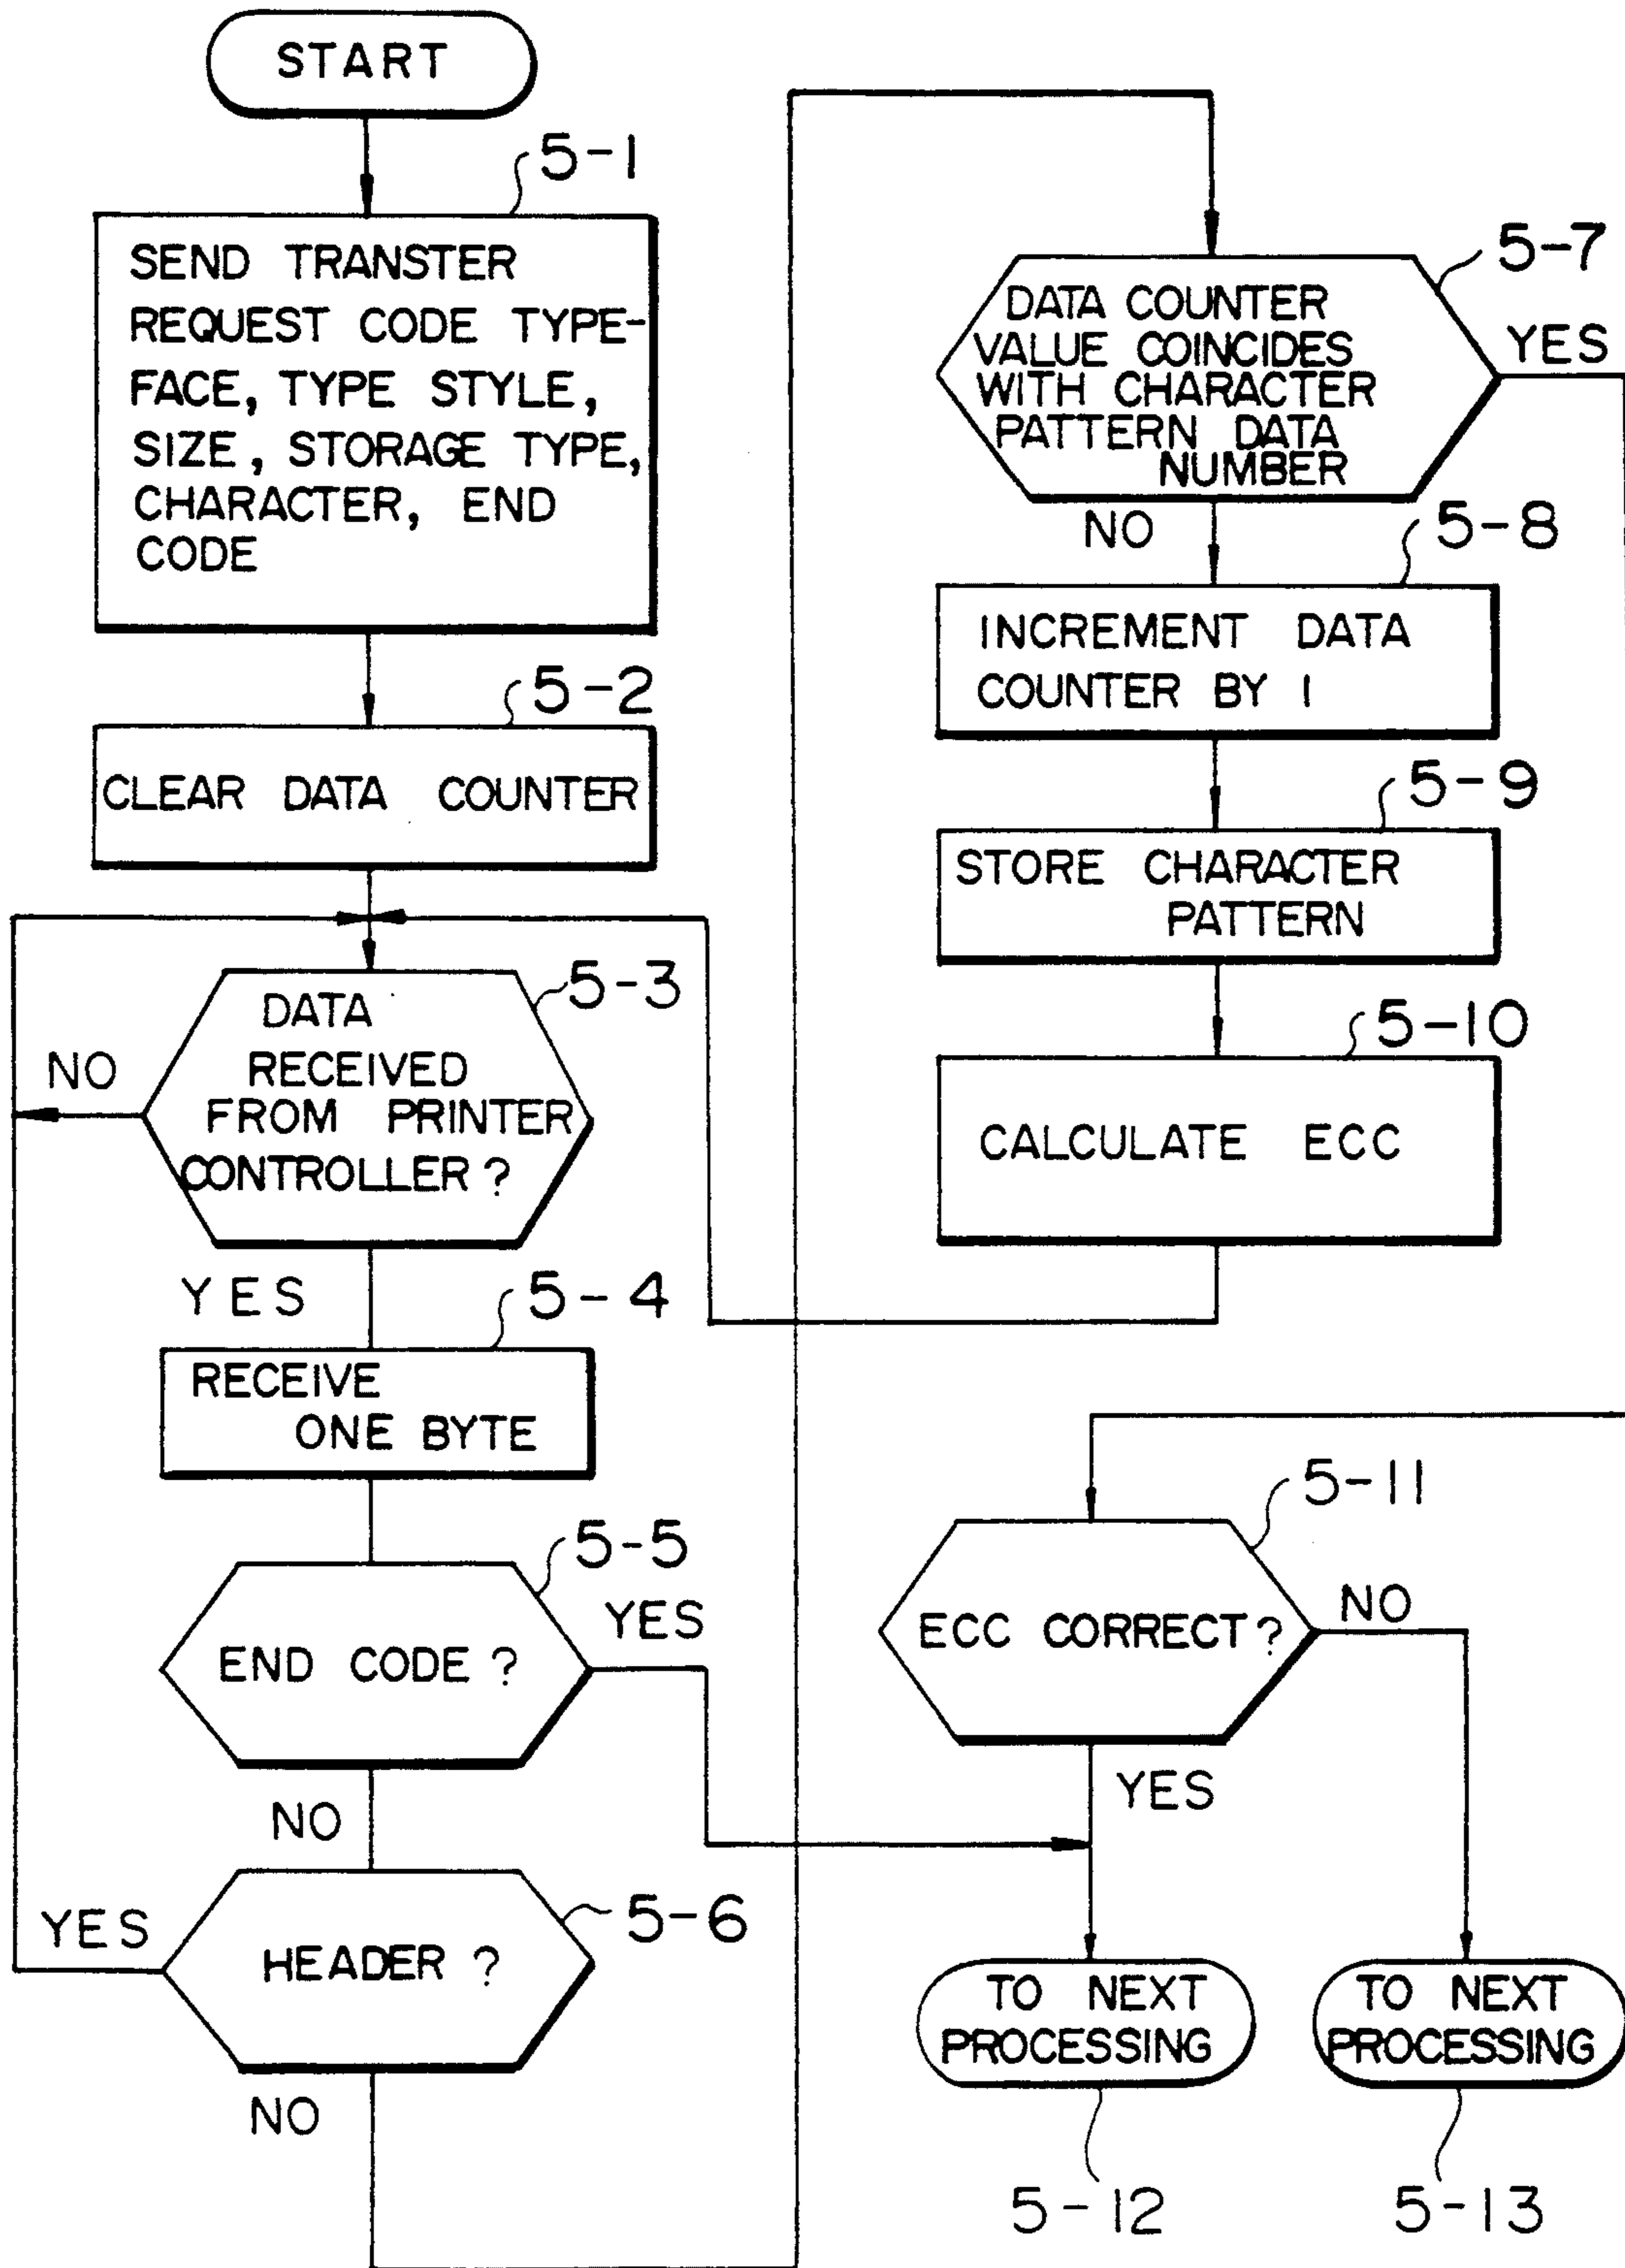 START
5-1
SEND TRANSTER
REQUEST CODE TYPE-
FACE, TYPE STYLE,
SIZE, STORAGE TYPE,
CHARACTER, END
CODE
5-2
CLEAR DATA COUNTER
5-3
DATA
RECEIVED
FROM PRINTER
CONTROLLER?
NO
YES
5-4
RECEIVE
ONE BYTE
5-5
END CODE?
YES
NO
5-6
HEADER?
YES
NO
5-7
DATA COUNTER
VALUE COINCIDES
WITH CHARACTER
PATTERN DATA
NUMBER
YES
NO
5-8
INCREMENT DATA
COUNTER BY 1
5-9
STORE CHARACTER
PATTERN
5-10
CALCULATE ECC
5-11
ECC CORRECT?
NO
YES
TO NEXT
PROCESSING
5-12
TO NEXT
PROCESSING
5-13